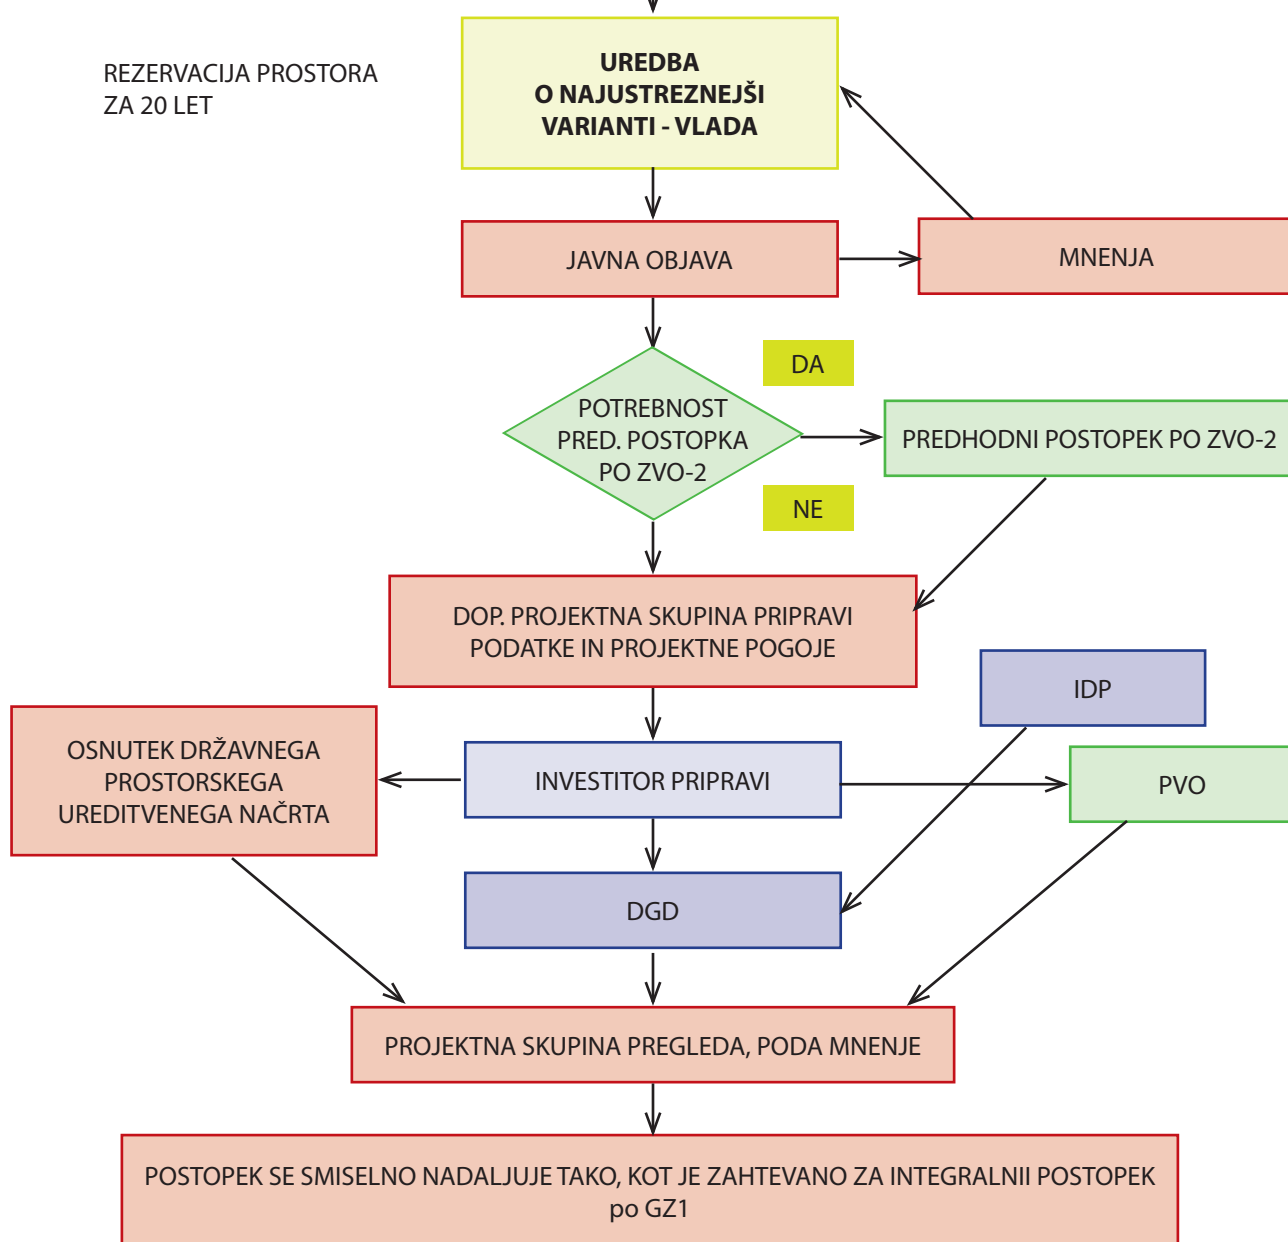 REZERVACIJA PROSTORA
ZA 20 LET
UREDBA
O NAJUSTREZNEJŠI
VARIANTI - VLADA
JAVNA OBJAVA
MNENJA
DA
POTREBNOST
PRED. POSTOPKA
PO ZVO-2
PREDHODNI POSTOPEK PO ZVO-2
NE
DOP. PROJEKTNA SKUPINA PRIPRAVI
PODATKE IN PROJEKTNE POGOJE
IDP
OSNUTEK DRŽAVNEGA
PROSTORSKEGA
UREDITVENEGA NAČRTA
INVESTITOR PRIPRAVI
PVO
DGD
PROJEKTNA SKUPINA PREGLEDA, PODA MNENJE
POSTOPEK SE SMISELNO NADALJUJE TAKO, KOT JE ZAHTEVANO ZA INTEGRALNII POSTOPEK
po GZ1